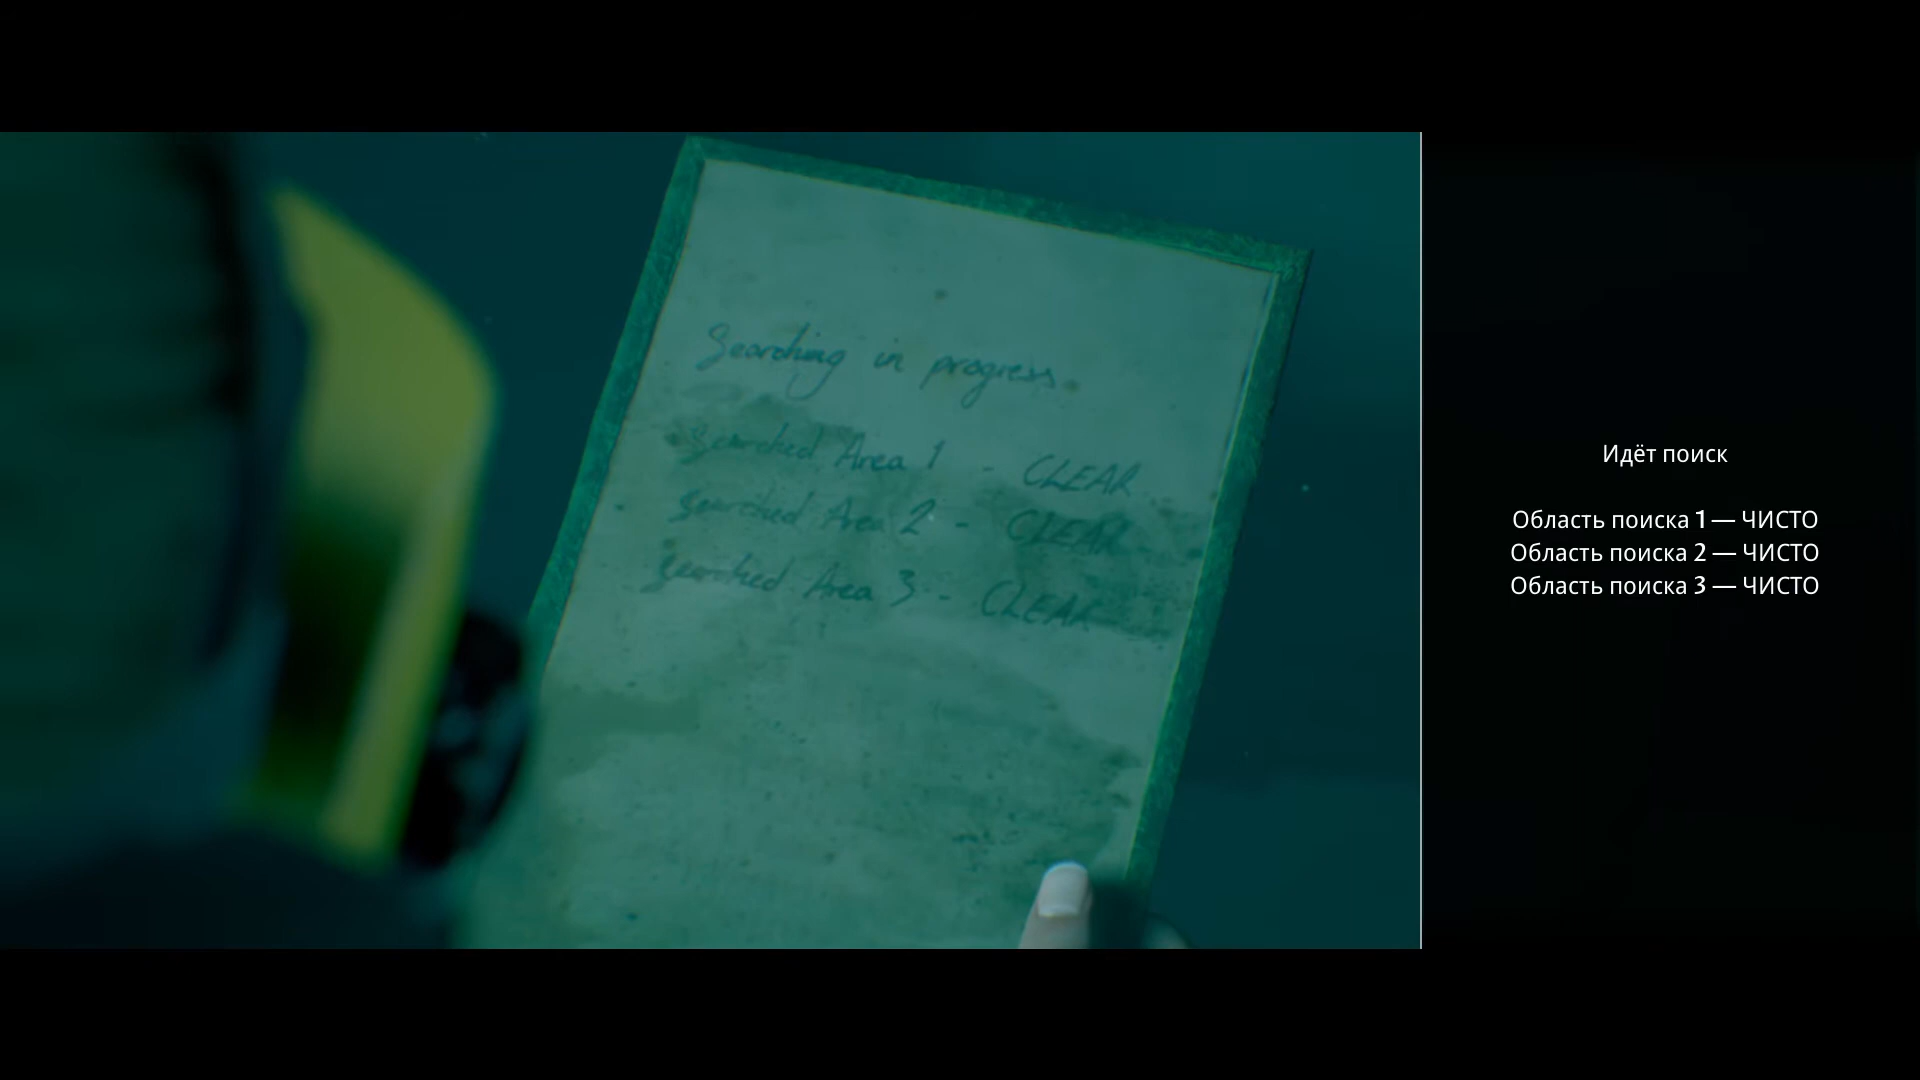 Searching in progress.
Searched Area 1 - CLEAR
Searched Area 2 - CLEAR
Searched Area 3 - CLEAR
Идёт поиск
Область поиска 1 — ЧИСТО
Область поиска 2 — ЧИСТО
Область поиска 3 — ЧИСТО